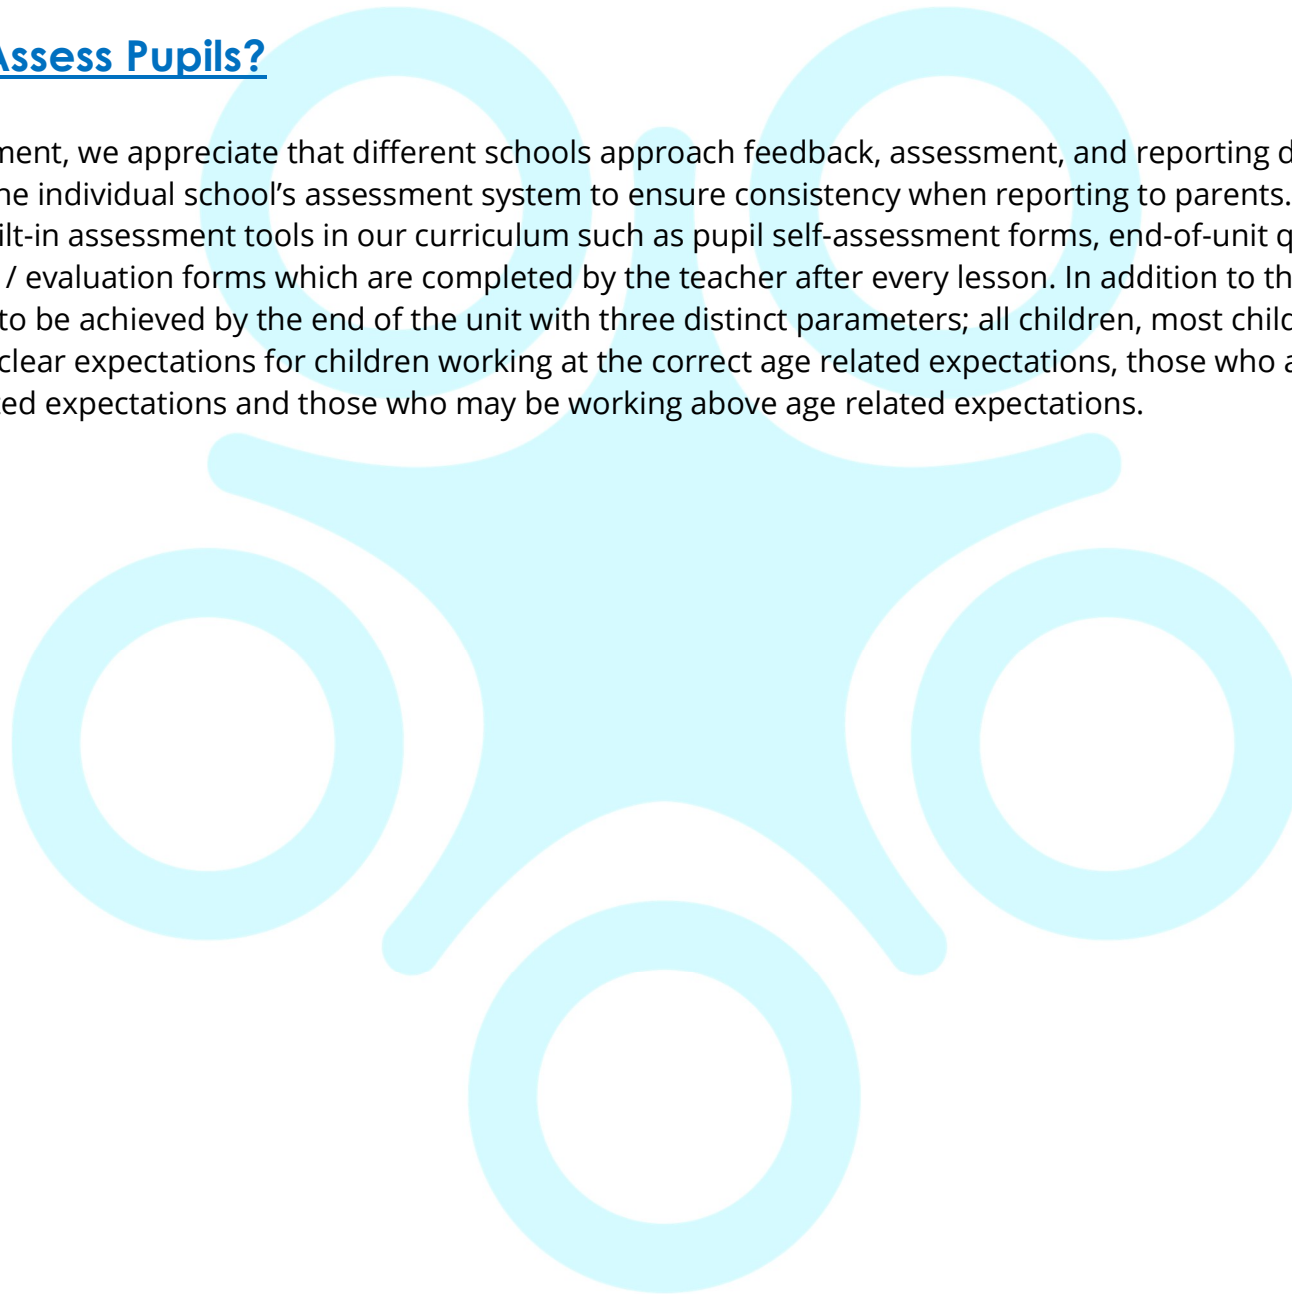 Assess Pupils?
ment, we appreciate that different schools approach feedback, assessment, and reporting d
he individual school’s assessment system to ensure consistency when reporting to parents.
ilt-in assessment tools in our curriculum such as pupil self-assessment forms, end-of-unit q
/ evaluation forms which are completed by the teacher after every lesson. In addition to th
to be achieved by the end of the unit with three distinct parameters; all children, most child
clear expectations for children working at the correct age related expectations, those who a
ted expectations and those who may be working above age related expectations.